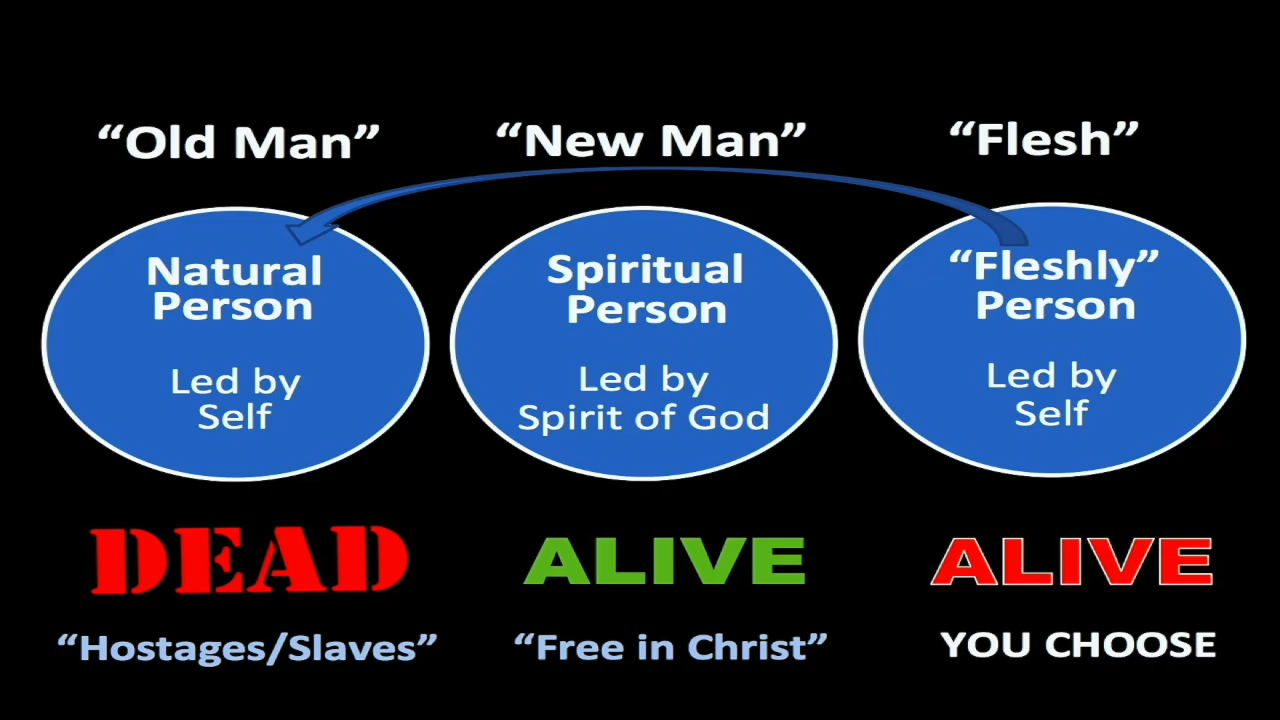 “Old Man”
“New Man”
“Flesh”
Natural
Person
Led by
Self
Spiritual
Person
Led by
Spirit of God
“Fleshly”
Person
Led by
Self
DEAD
ALIVE
ALIVE
“Hostages/Slaves”
“Free in Christ”
YOU CHOOSE